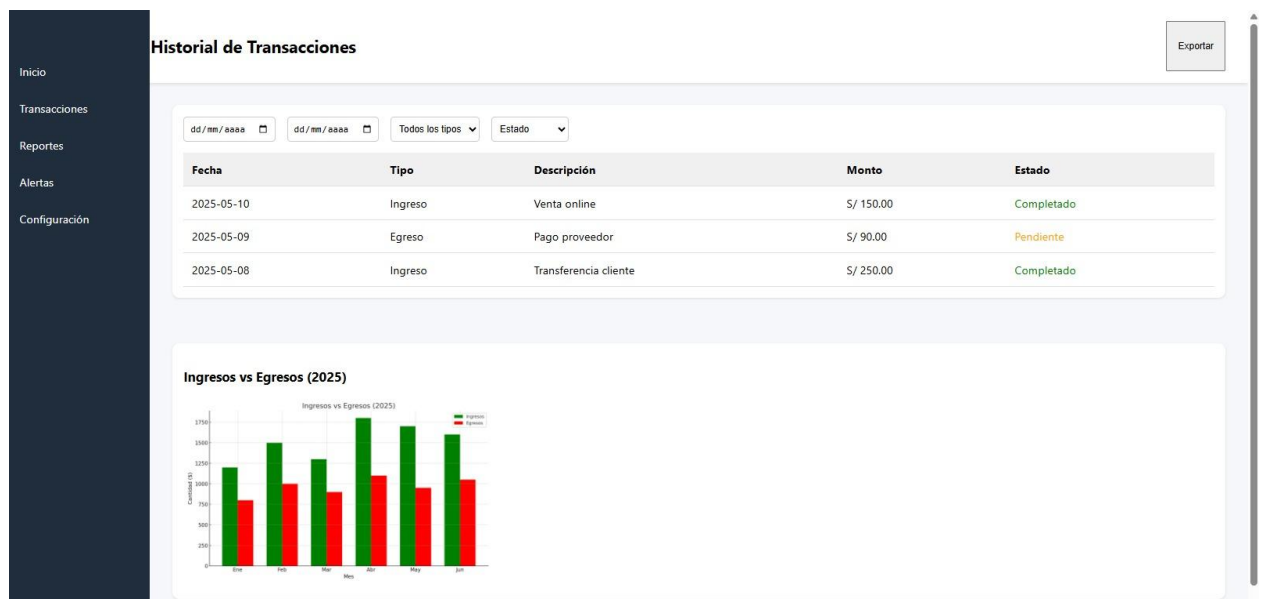 Historial de Transacciones
Exportar
Inicio
Transacciones
Reportes
Alertas
Configuración
dd/mm/aaaa dd/mm/aaaa Todos los tipos Estado
Fecha Tipo Descripción Monto Estado
2025-05-10 Ingreso Venta online S/ 150.00 Completado
2025-05-09 Egreso Pago proveedor S/ 90.00 Pendiente
2025-05-08 Ingreso Transferencia cliente S/ 250.00 Completado
Ingresos vs Egresos (2025)
Ingresos vs Egresos (2025)
Ingresos
Egresos
Cantidad ($)
1750
1500
1250
1000
750
500
250
0
Ene Feb Mar Abr May Jun
Mes